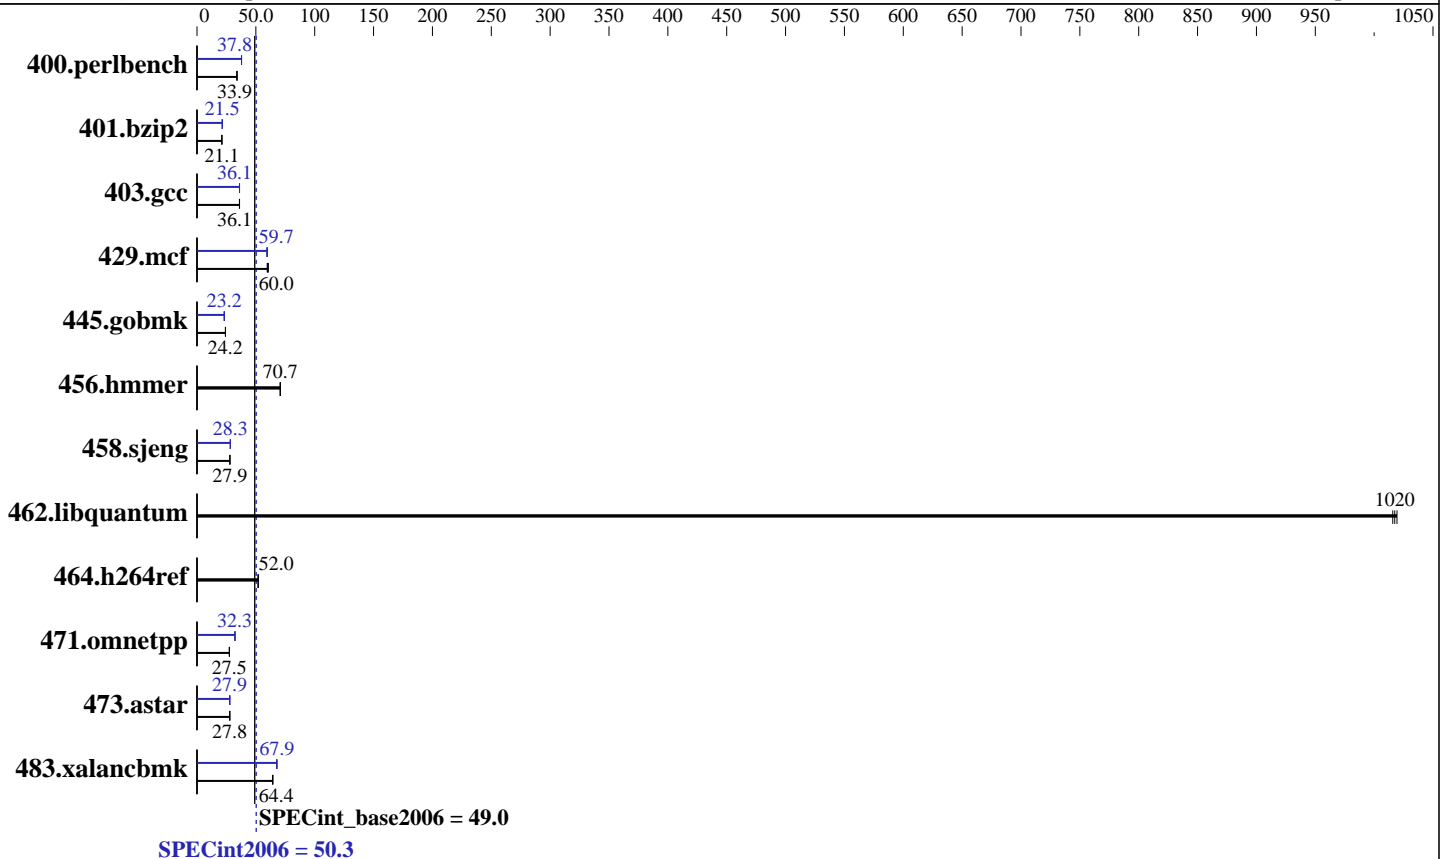 0 50.0 100 150 200 250 300 350 400 450 500 550 600 650 700 750 800 850 900 950 1050
37.8
400.perlbench
33.9
21.5
401.bzip2
21.1
36.1
403.gcc
36.1
59.7
429.mcf
60.0
23.2
445.gobmk
24.2
70.7
456.hmmer
28.3
458.sjeng
27.9
1020
462.libquantum
52.0
464.h264ref
32.3
471.omnetpp
27.5
27.9
473.astar
27.8
67.9
483.xalancbmk
64.4
SPECint_base2006 = 49.0
SPECint2006 = 50.3